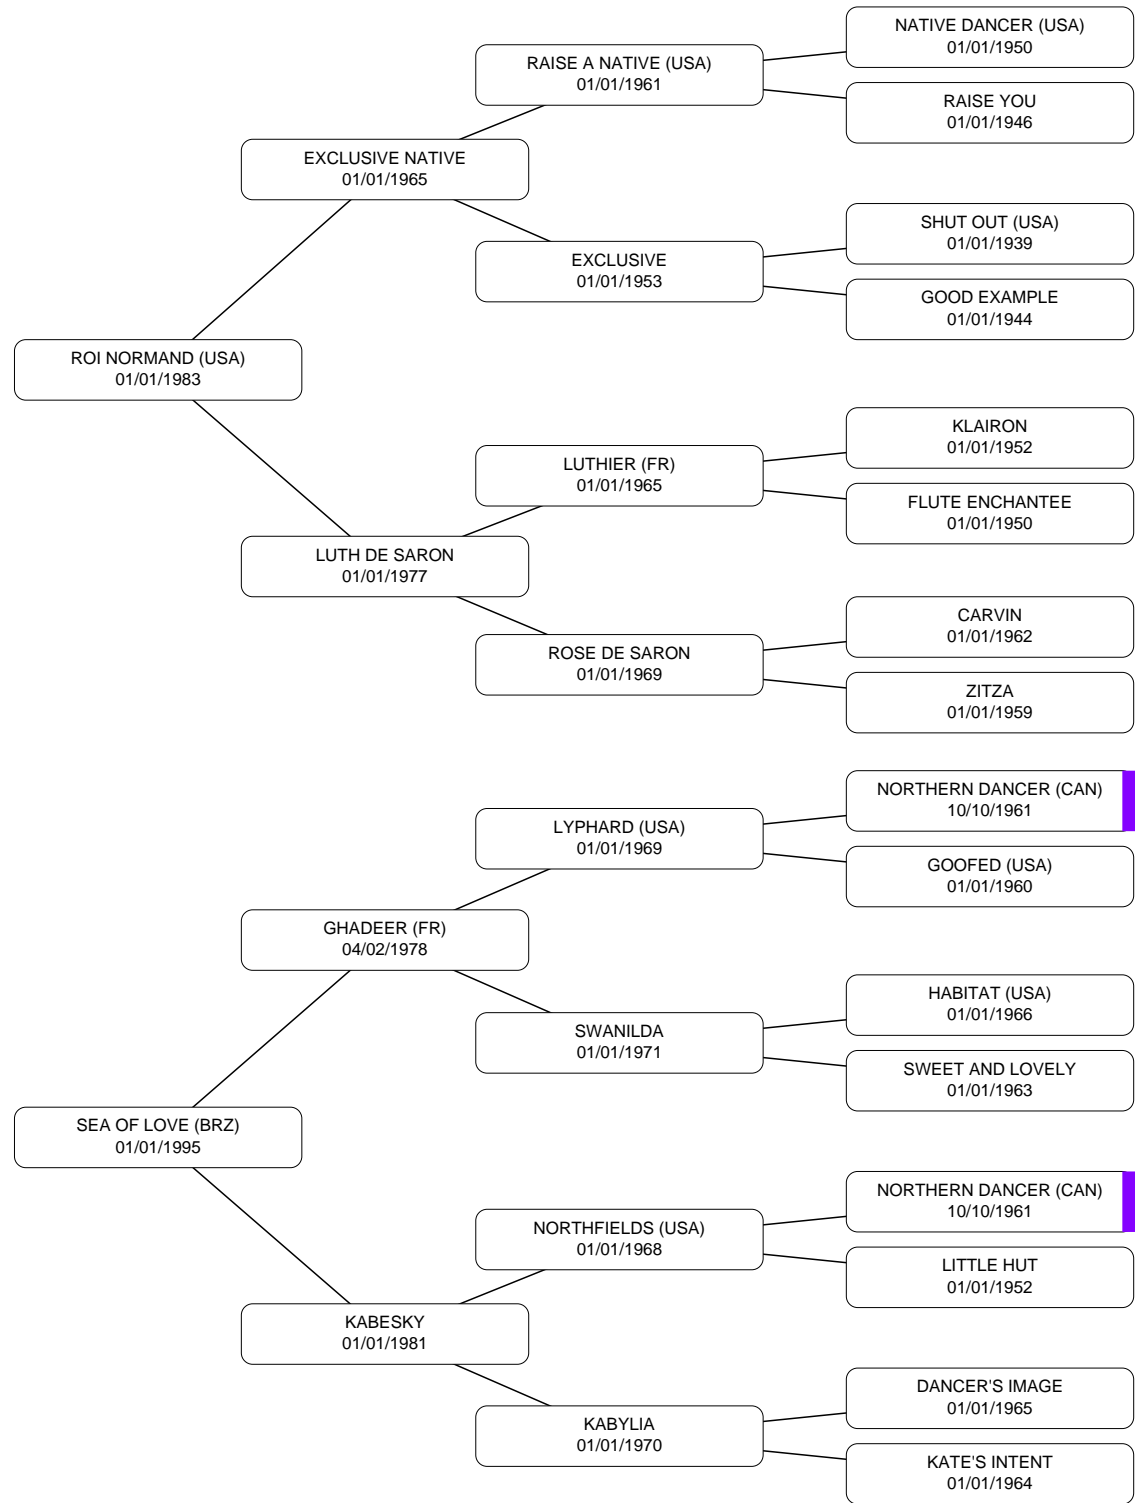 NATIVE DANCER (USA)
01/01/1950
RAISE A NATIVE (USA)
01/01/1961
RAISE YOU
01/01/1946
EXCLUSIVE NATIVE
01/01/1965
SHUT OUT (USA)
01/01/1939
EXCLUSIVE
01/01/1953
GOOD EXAMPLE
01/01/1944
ROI NORMAND (USA)
01/01/1983
KLAIRON
01/01/1952
LUTHIER (FR)
01/01/1965
FLUTE ENCHANTEE
01/01/1950
LUTH DE SARON
01/01/1977
CARVIN
01/01/1962
ROSE DE SARON
01/01/1969
ZITZA
01/01/1959
NORTHERN DANCER (CAN)
10/10/1961
LYPHARD (USA)
01/01/1969
GOOFED (USA)
01/01/1960
GHADEER (FR)
04/02/1978
HABITAT (USA)
01/01/1966
SWANILDA
01/01/1971
SWEET AND LOVELY
01/01/1963
SEA OF LOVE (BRZ)
01/01/1995
NORTHERN DANCER (CAN)
10/10/1961
NORTHFIELDS (USA)
01/01/1968
LITTLE HUT
01/01/1952
KABESKY
01/01/1981
DANCER'S IMAGE
01/01/1965
KABYLIA
01/01/1970
KATE'S INTENT
01/01/1964